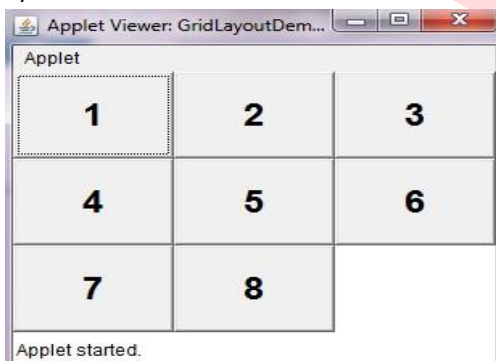 Applet Viewer: GridLayoutDem...
Applet
1 2 3
4 5 6
7 8
Applet started.